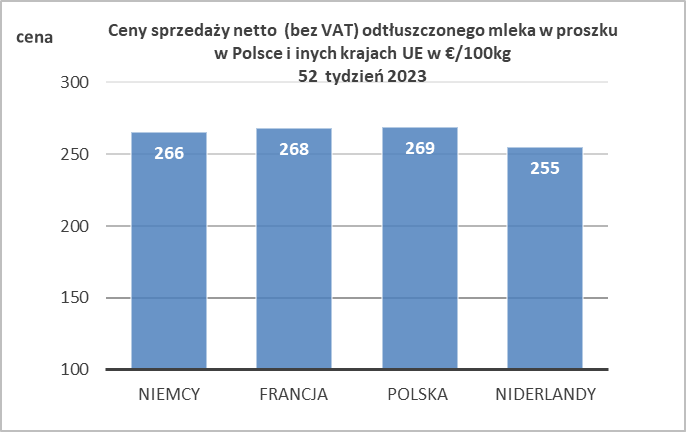 cena
Ceny sprzedaży netto (bez VAT) odtłuszczonego mleka w proszku
w Polsce i inych krajach UE w €/100kg
52 tydzień 2023
300
250
200
150
100
266
268
269
255
NIEMCY
FRANCJA
POLSKA
NIDERLANDY